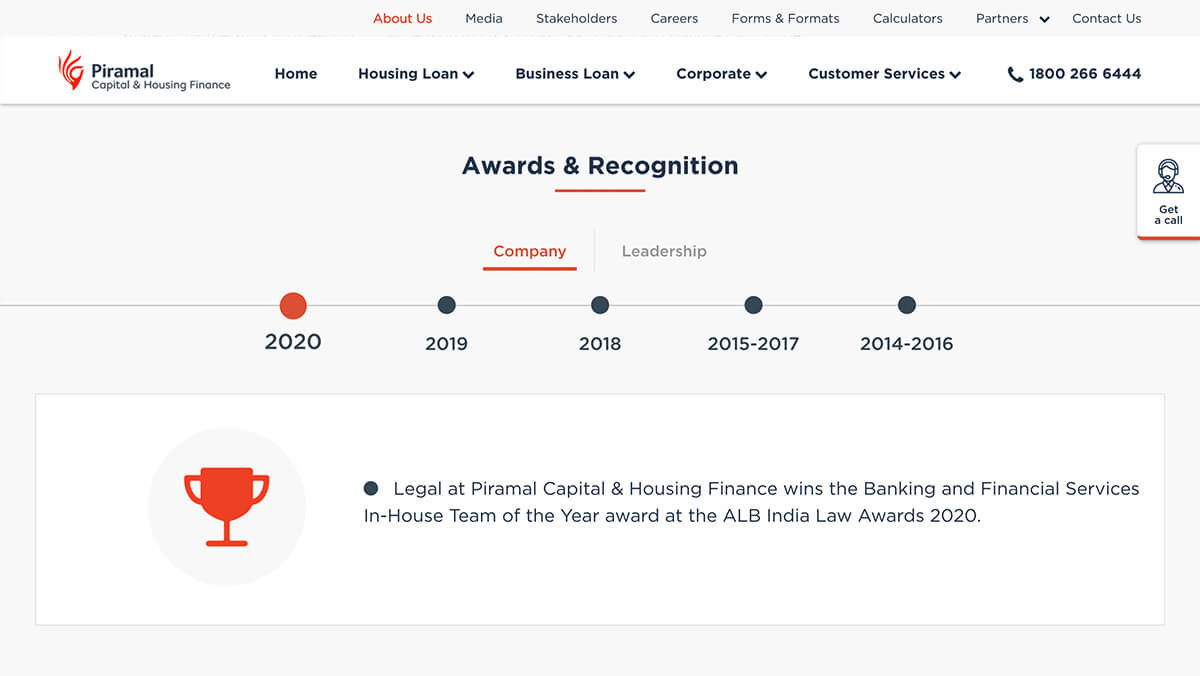 About Us Media Stakeholders Careers Forms & Formats Calculators Partners Contact Us
Piramal
Capital & Housing Finance
Home Housing Loan Business Loan Corporate Customer Services 1800 266 6444
Awards & Recognition
Get
a call
Company Leadership
2020 2019 2018 2015-2017 2014-2016
Legal at Piramal Capital & Housing Finance wins the Banking and Financial Services
In-House Team of the Year award at the ALB India Law Awards 2020.